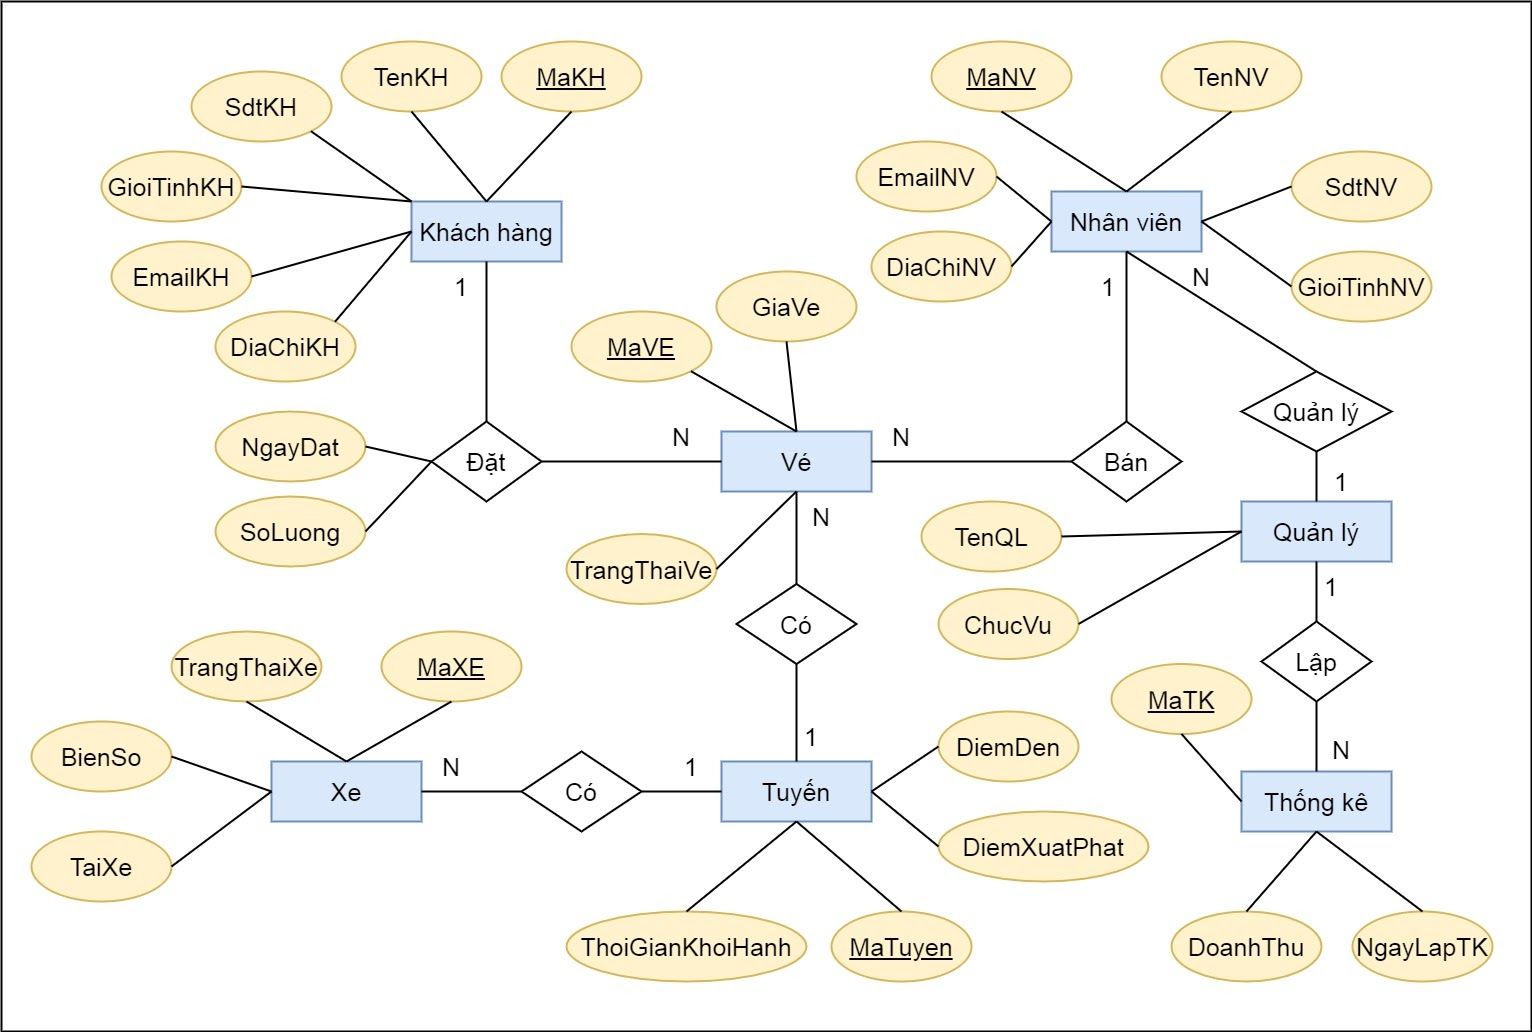 TenKH
MaKH
SdtKH
GioiTinhKH
EmailKH
DiaChiKH
Khách hàng
1
MaNV
TenNV
EmailNV
SdtNV
DiaChiNV
GioiTinhNV
Nhân viên
1
N
GiaVe
MaVE
NgayDat
SoLuong
Đặt
N
Vé
N
Bán
Quản lý
1
TrangThaiVe
N
TenQL
Quản lý
ChucVu
1
Có
Lập
TrangThaiXe
MaXE
MaTK
BienSo
1
DiemDen
N
TaiXe
Xe
N
Có
1
Tuyến
DiemXuatPhat
Thống kê
ThoiGianKhoiHanh
MaTuyen
DoanhThu
NgayLapTK